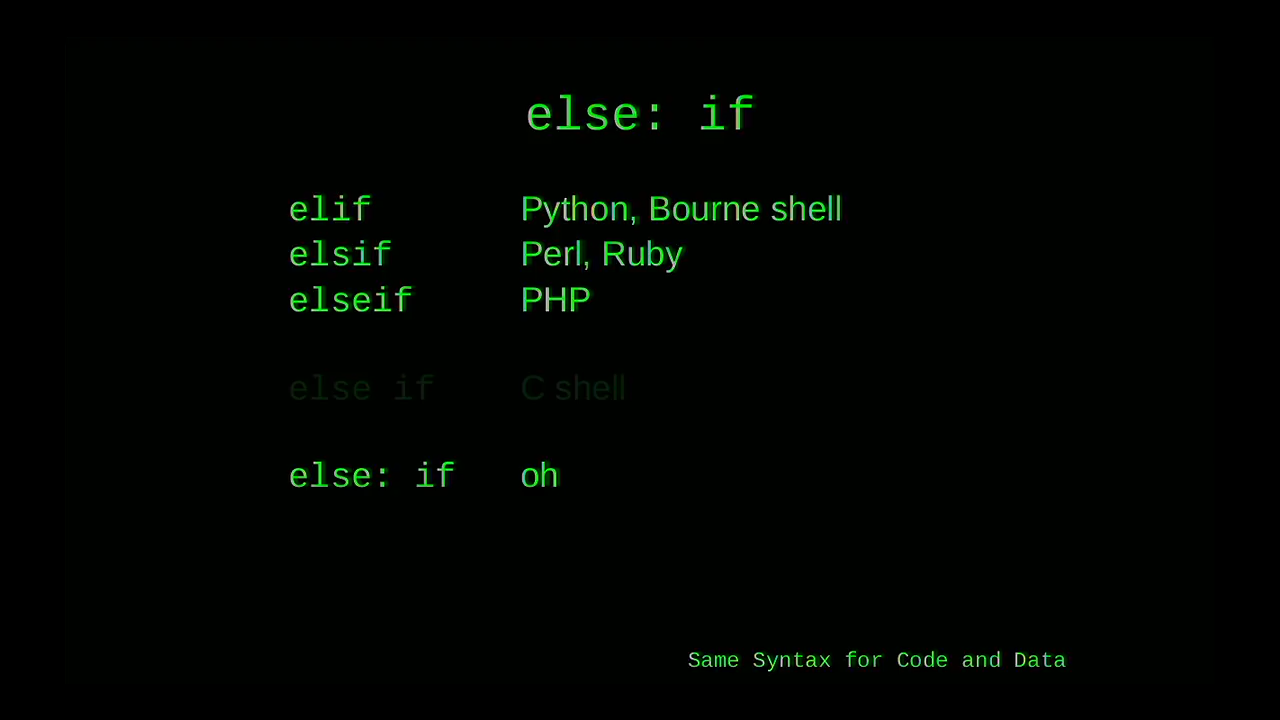 else: if
elif Python, Bourne shell
elsif Perl, Ruby
elseif PHP
else if C shell
else: if oh
Same Syntax for Code and Data